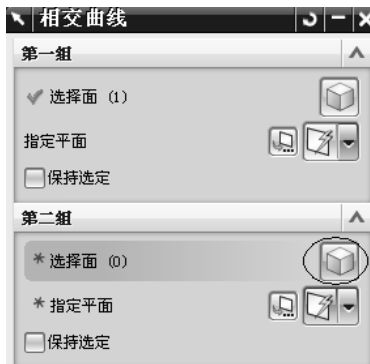 相交曲线
第一组
选择面 (1)
指定平面
保持选定
第二组
* 选择面 (0)
* 指定平面
保持选定